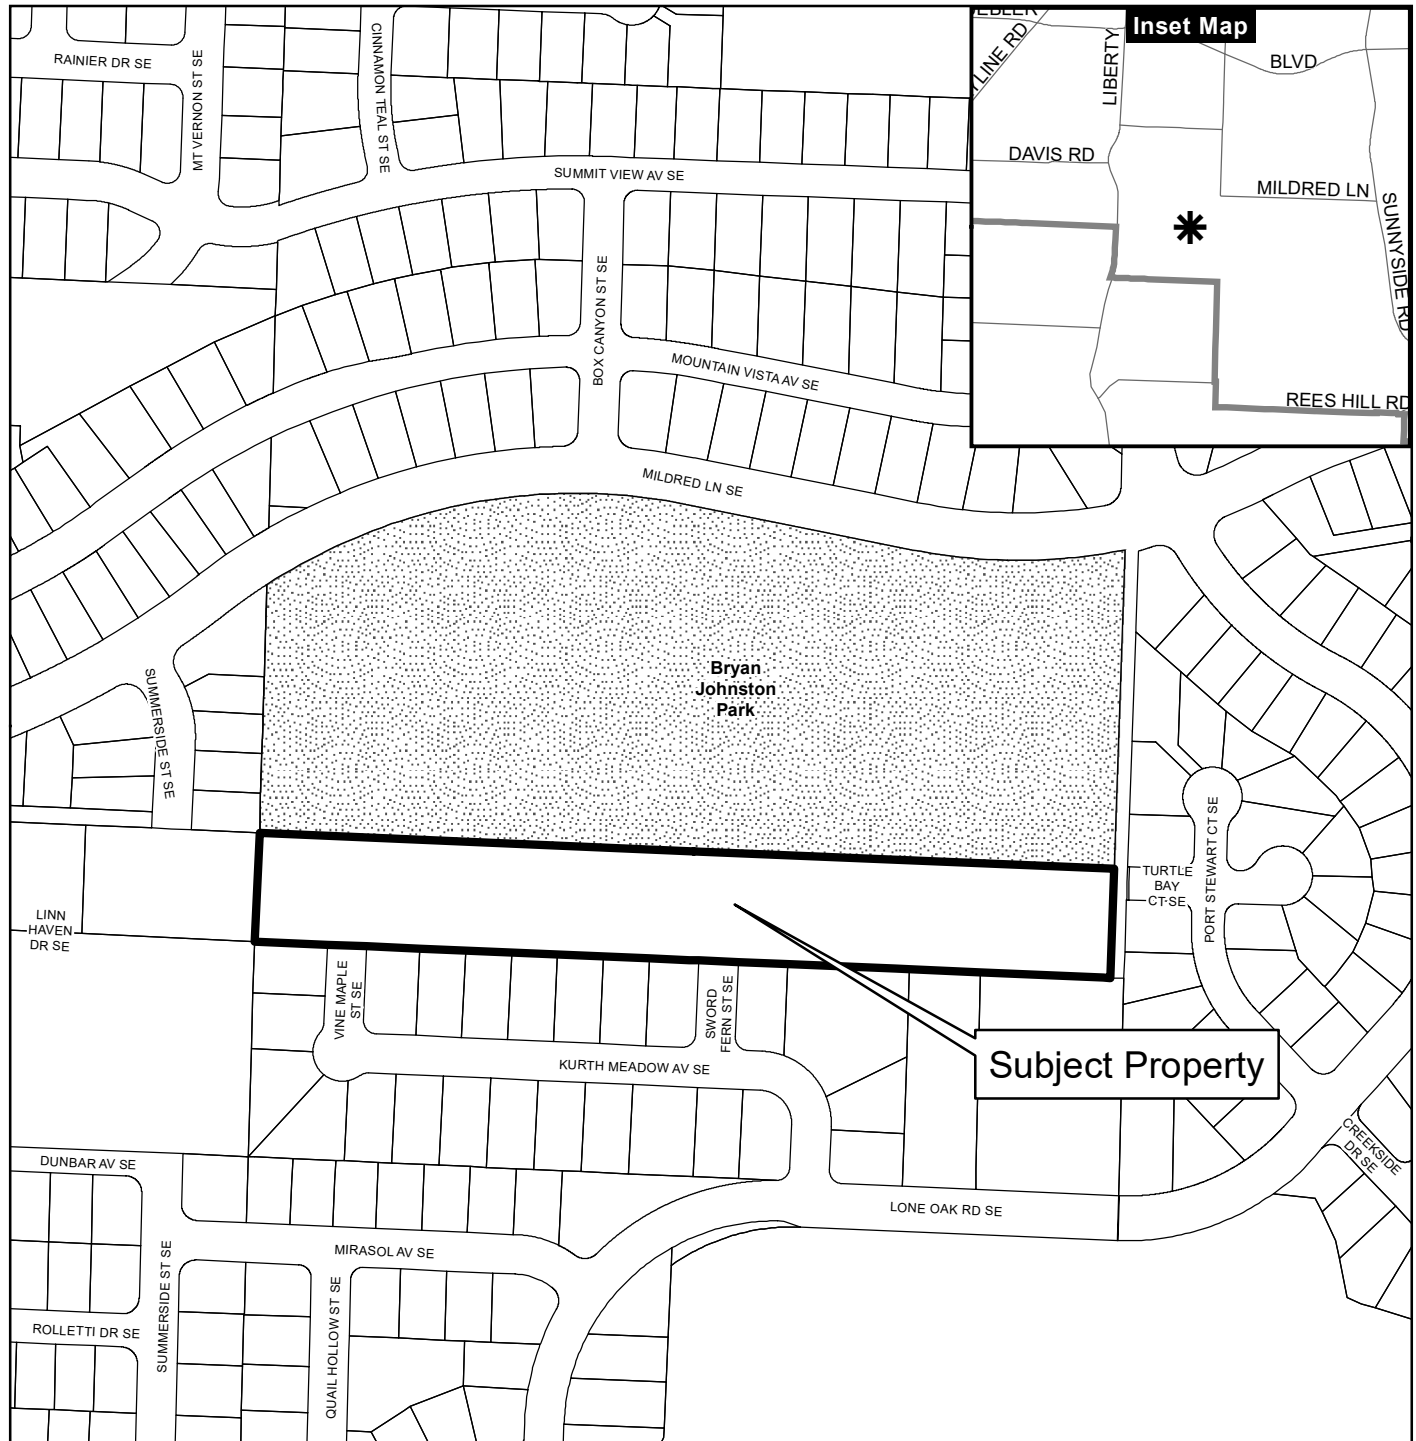 RAINIER DR SE
MT VERNON ST SE
CINNAMON TEAL ST SE
SUMMIT VIEW AV SE
BOX CANYON ST SE
MOUNTAIN VISTA AV SE
MILDRED LN SE
Inset Map
LIBERTY
BLVD
DAVIS RD
MILDRED LN
SUNNYSIDE RD
REES HILL RD
Bryan
Johnston
Park
SUMMERSIDE ST SE
LINN
HAVEN
DR SE
TURTLE
BAY
CT SE
PORT STEWART CT SE
VINE MAPLE
ST SE
SWORD
FERN ST SE
KURTH MEADOW AV SE
Subject Property
CREEKSIDE
DR SE
DUNBAR AV SE
LONE OAK RD SE
MIRASOL AV SE
SUMMERSIDE ST SE
QUAIL HOLLOW ST SE
ROLLETTI DR SE